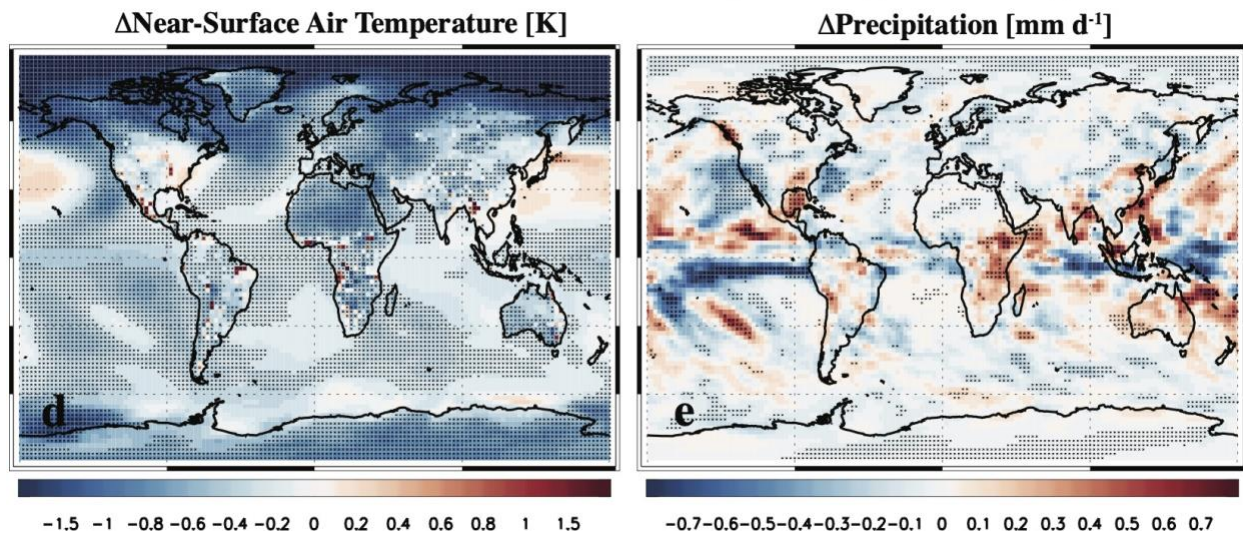 ΔNear-Surface Air Temperature [K]
ΔPrecipitation [mm d⁻¹]
d
e
-1.5 -1 -0.8 -0.6 -0.4 -0.2 0 0.2 0.4 0.6 0.8 1 1.5
-0.7-0.6-0.5-0.4-0.3-0.2-0.1 0 0.1 0.2 0.3 0.4 0.5 0.6 0.7